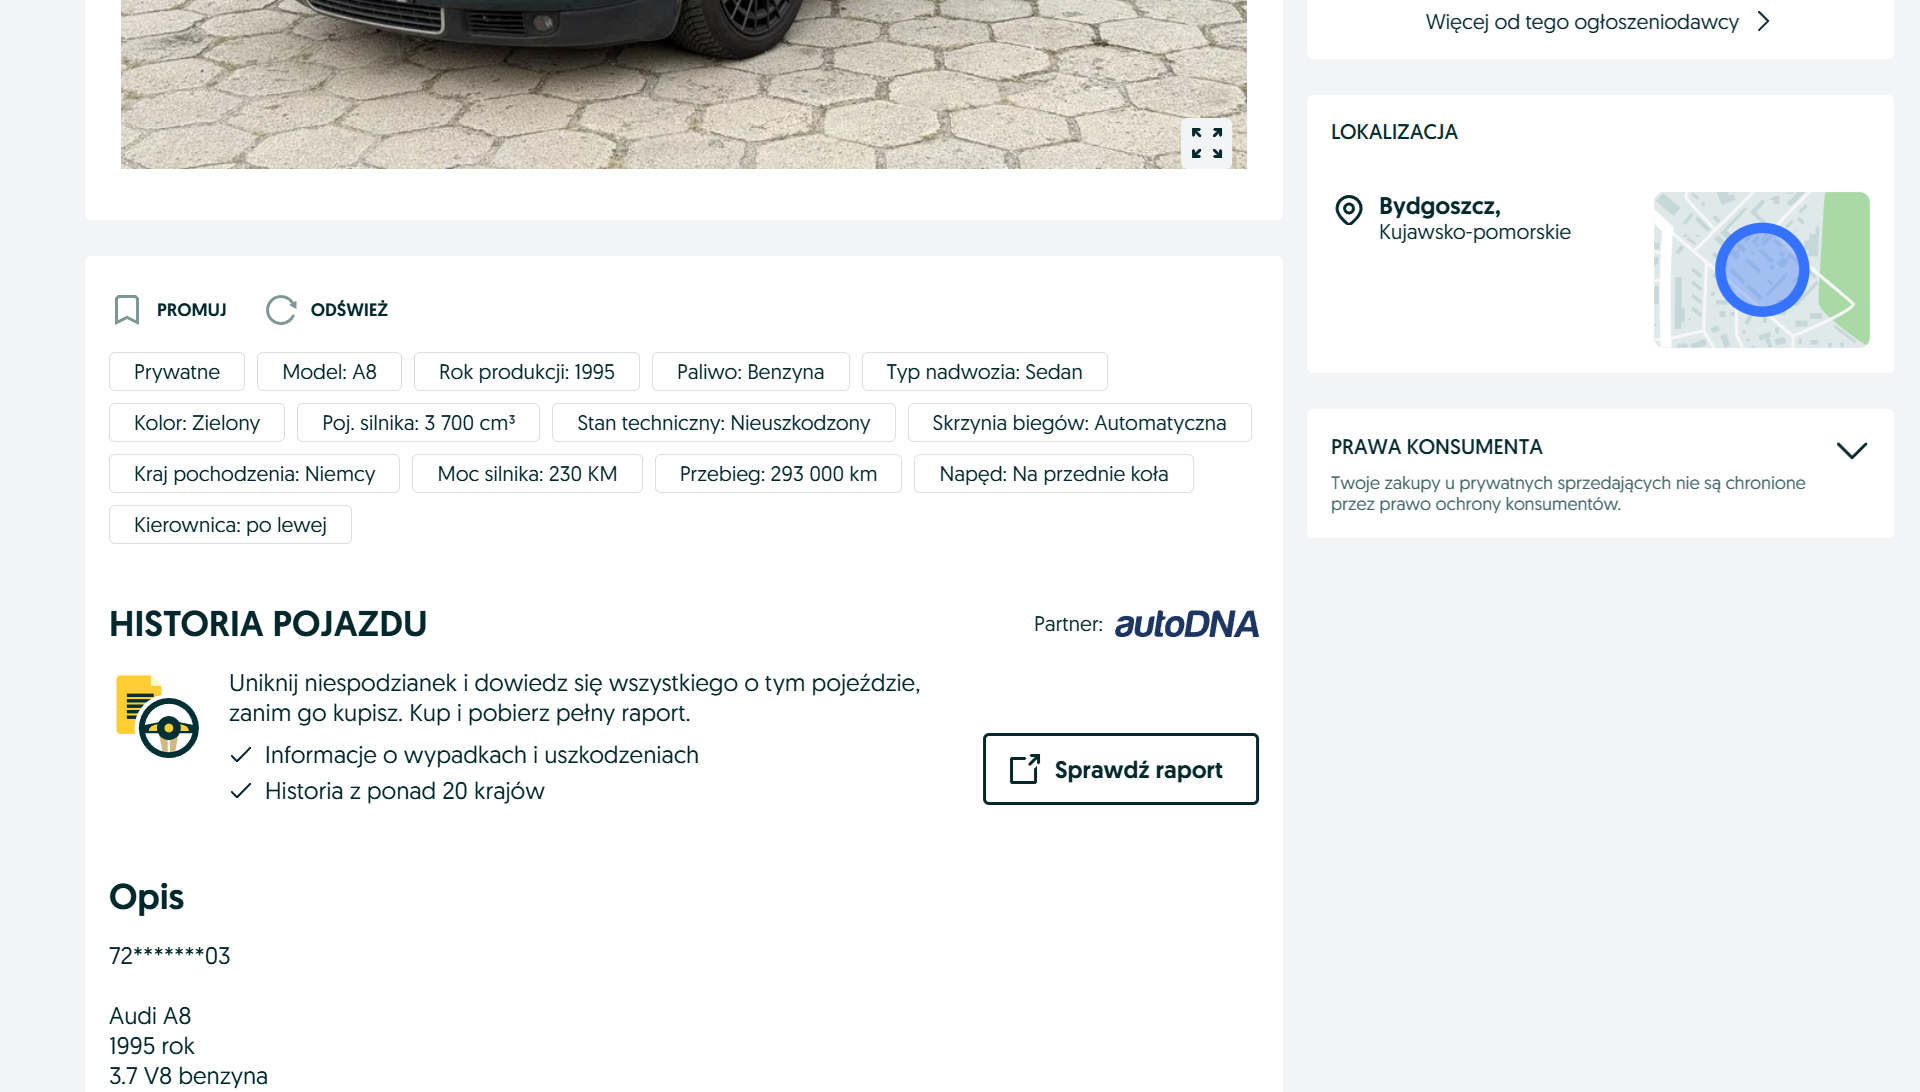 Więcej od tego ogłoszeniodawcy
LOKALIZACJA
Bydgoszcz,
Kujawsko-pomorskie
PRAWA KONSUMENTA
Twoje zakupy u prywatnych sprzedających nie są chronione
przez prawo ochrony konsumentów.
PROMUJ ODŚWIEŻ
Prywatne Model: A8 Rok produkcji: 1995 Paliwo: Benzyna Typ nadwozia: Sedan
Kolor: Zielony Poj. silnika: 3 700 cm³ Stan techniczny: Nieuszkodzony Skrzynia biegów: Automatyczna
Kraj pochodzenia: Niemcy Moc silnika: 230 KM Przebieg: 293 000 km Napęd: Na przednie koła
Kierownica: po lewej
HISTORIA POJAZDU
Partner: autoDNA
Uniknij niespodzianek i dowiedz się wszystkiego o tym pojeździe,
zanim go kupisz. Kup i pobierz pełny raport.
Informacje o wypadkach i uszkodzeniach
Historia z ponad 20 krajów
Sprawdź raport
Opis
72*******03
Audi A8
1995 rok
3.7 V8 benzyna